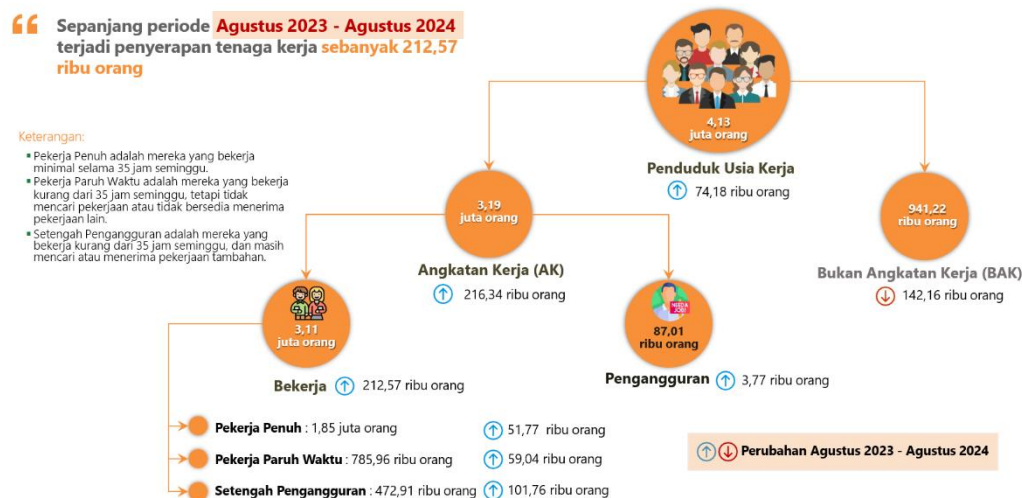 Sepanjang periode Agustus 2023 - Agustus 2024
terjadi penyerapan tenaga kerja sebanyak 212,57
ribu orang
Keterangan:
Pekerja Penuh adalah mereka yang bekerja
minimal selama 35 jam seminggu.
Pekerja Paruh Waktu adalah mereka yang bekerja
kurang dari 35 jam seminggu, tetapi tidak
mencari pekerjaan atau tidak bersedia menerima
pekerjaan lain.
Setengah Pengangguran adalah mereka yang
bekerja kurang dari 35 jam seminggu, dan masih
mencari atau menerima pekerjaan tambahan.
4,13
juta orang
Penduduk Usia Kerja
74,18 ribu orang
3,19
juta orang
Angkatan Kerja (AK)
216,34 ribu orang
941,22
ribu orang
Bukan Angkatan Kerja (BAK)
142,16 ribu orang
3,11
juta orang
Bekerja 212,57 ribu orang
NEED A
JOB!
87,01
ribu orang
Pengangguran 3,77 ribu orang
Pekerja Penuh : 1,85 juta orang 51,77 ribu orang
Pekerja Paruh Waktu : 785,96 ribu orang 59,04 ribu orang
Setengah Pengangguran : 472,91 ribu orang 101,76 ribu orang
Perubahan Agustus 2023 - Agustus 2024